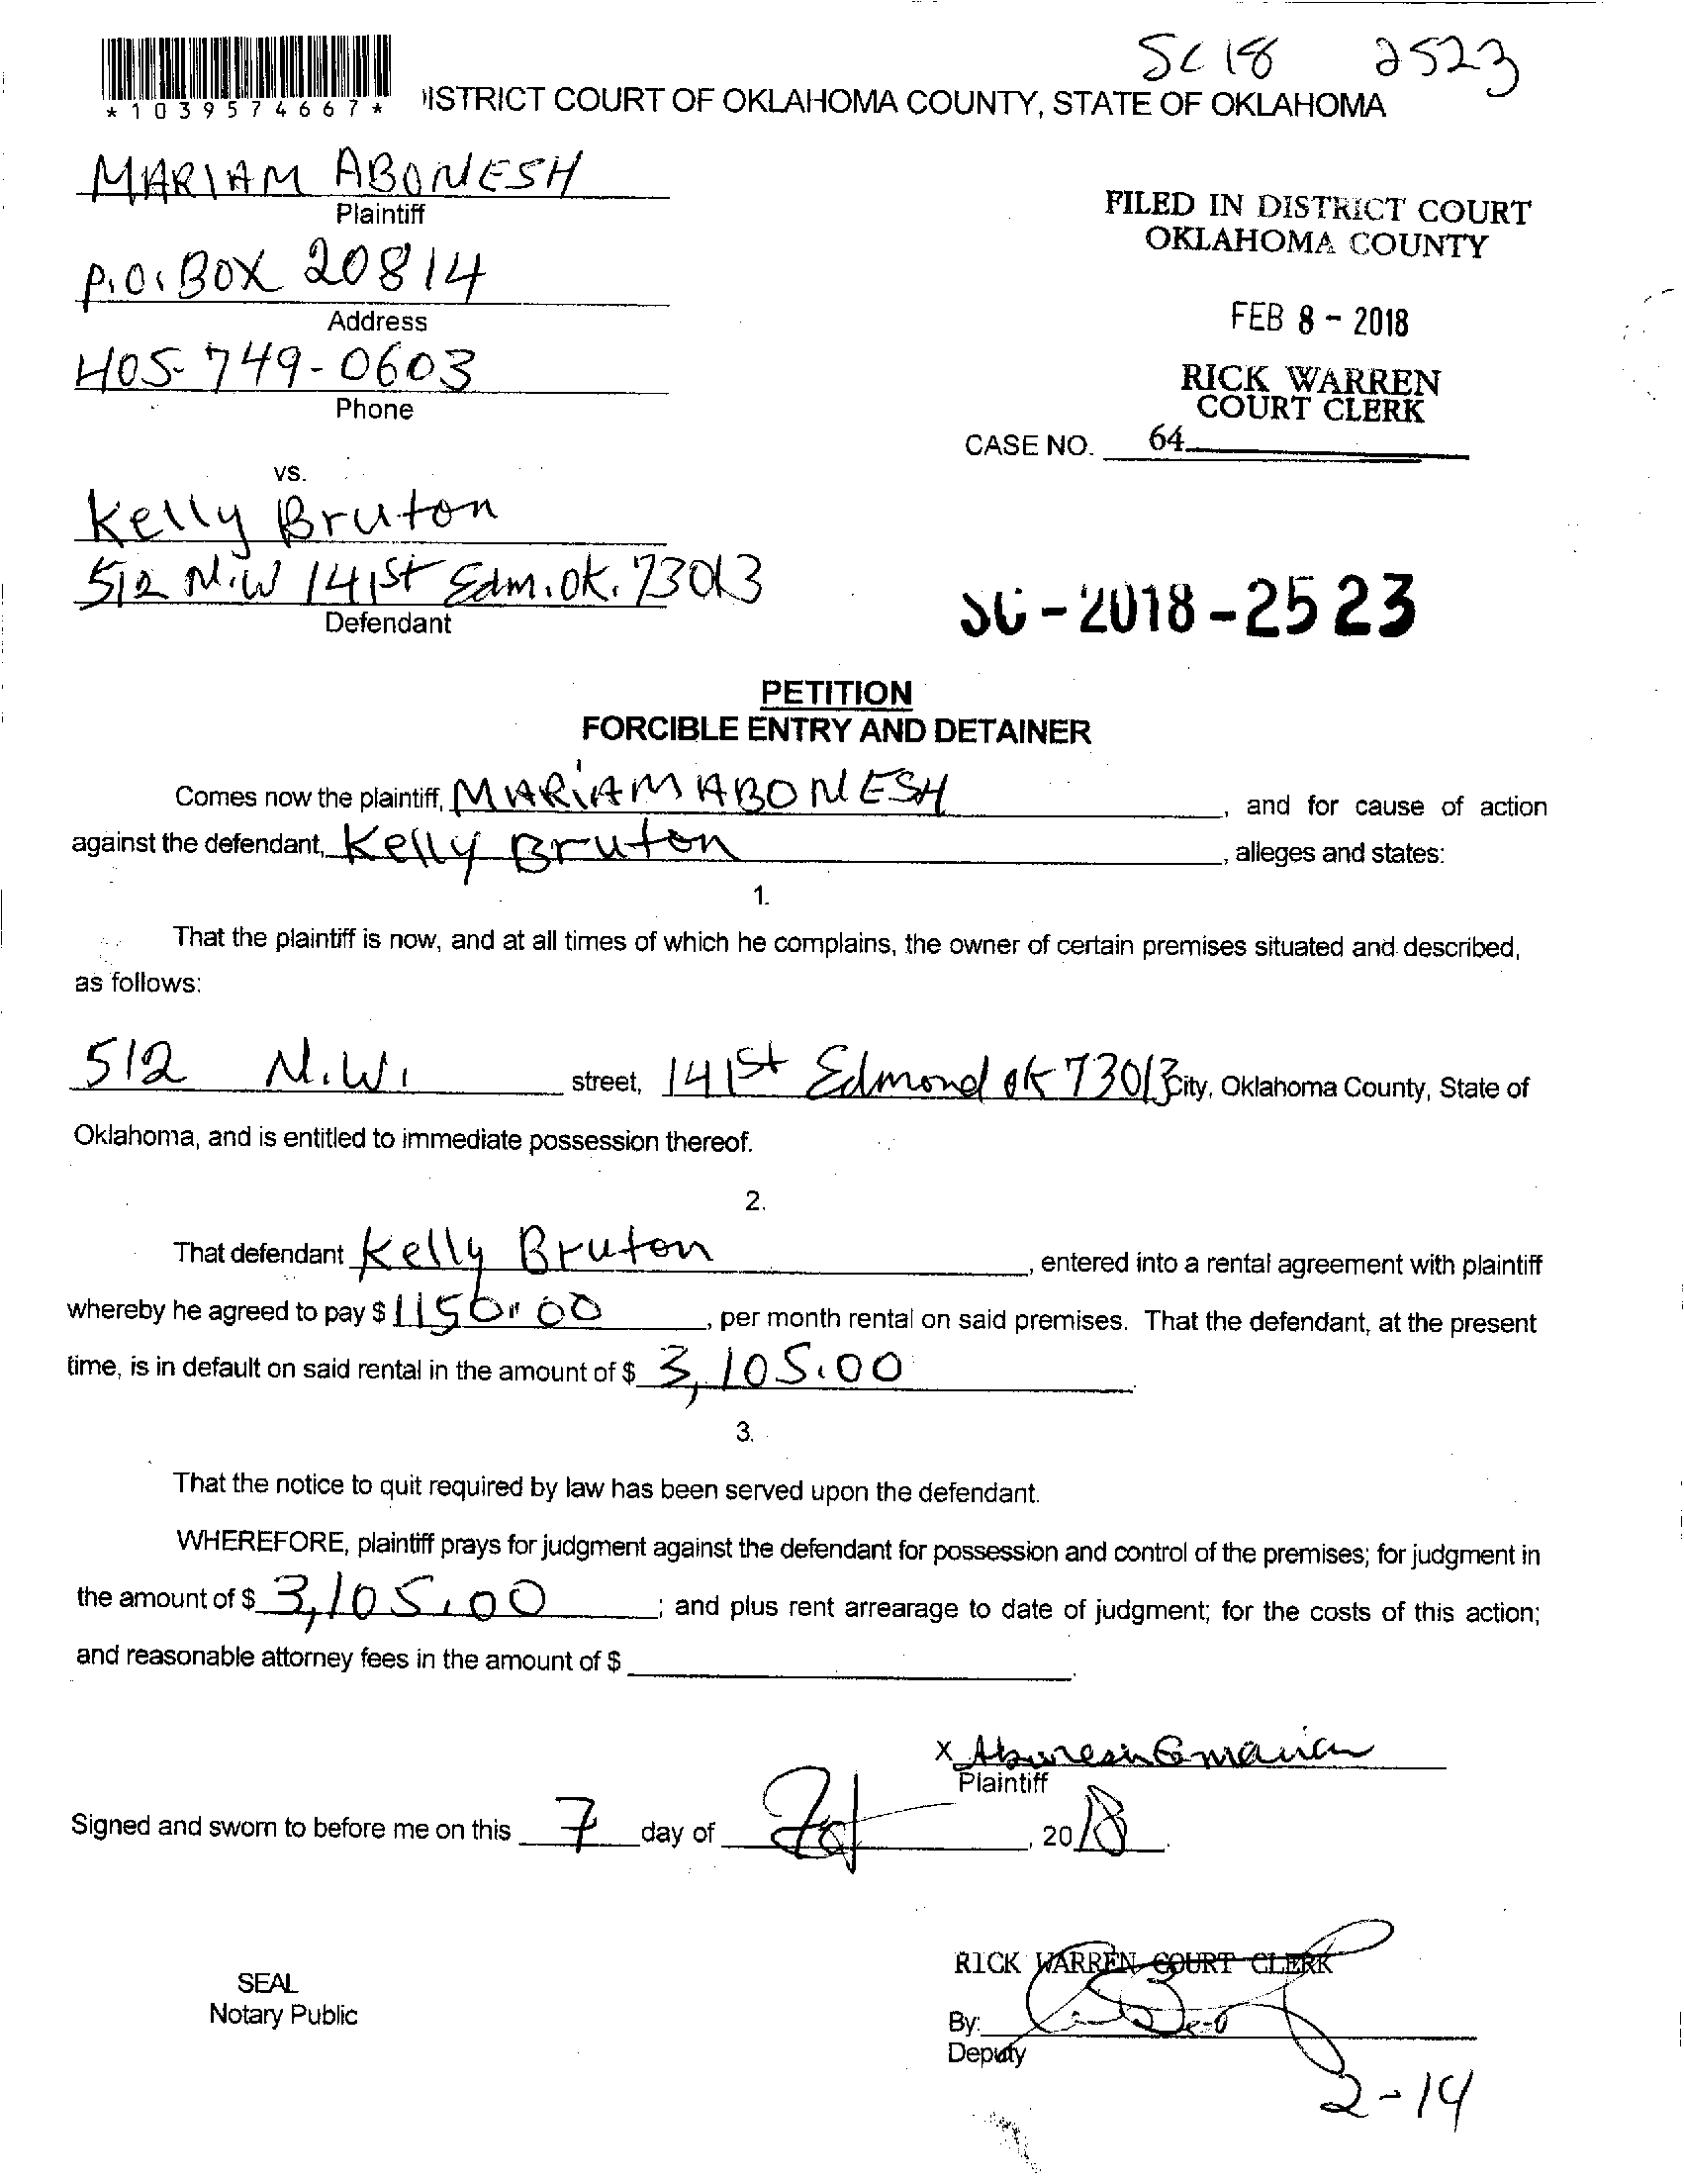 SC 18 2523
*1039574667*
ISTRICT COURT OF OKLAHOMA COUNTY, STATE OF OKLAHOMA
MARIAM ABONESH
Plaintiff
P.O. BOX 20814
Address
405-749-0603
Phone
FILED IN DISTRICT COURT
OKLAHOMA COUNTY
FEB 8 - 2018
RICK WARREN
COURT CLERK
CASE NO. 64
vs.
Kelly Bruton
512 N.W 141st Edm. OK. 73013
Defendant
SC-2018-2523
PETITION
FORCIBLE ENTRY AND DETAINER
Comes now the plaintiff, MARIAM ABONESH, and for cause of action
against the defendant, Kelly Bruton, alleges and states:
1.
That the plaintiff is now, and at all times of which he complains, the owner of certain premises situated and described,
as follows:
512 N.W. street, 141st Edmond OK 73013 City, Oklahoma County, State of
Oklahoma, and is entitled to immediate possession thereof.
2.
That defendant Kelly Bruton, entered into a rental agreement with plaintiff
whereby he agreed to pay $ 1150.00, per month rental on said premises. That the defendant, at the present
time, is in default on said rental in the amount of $ 3,105.00.
3.
That the notice to quit required by law has been served upon the defendant.
WHEREFORE, plaintiff prays for judgment against the defendant for possession and control of the premises; for judgment in
the amount of $ 3,105.00; and plus rent arrearage to date of judgment; for the costs of this action;
and reasonable attorney fees in the amount of $ .
X
Plaintiff
Signed and sworn to before me on this 7 day of , 2018.
SEAL
Notary Public
RICK WARREN COURT CLERK
By:
Deputy
2-14